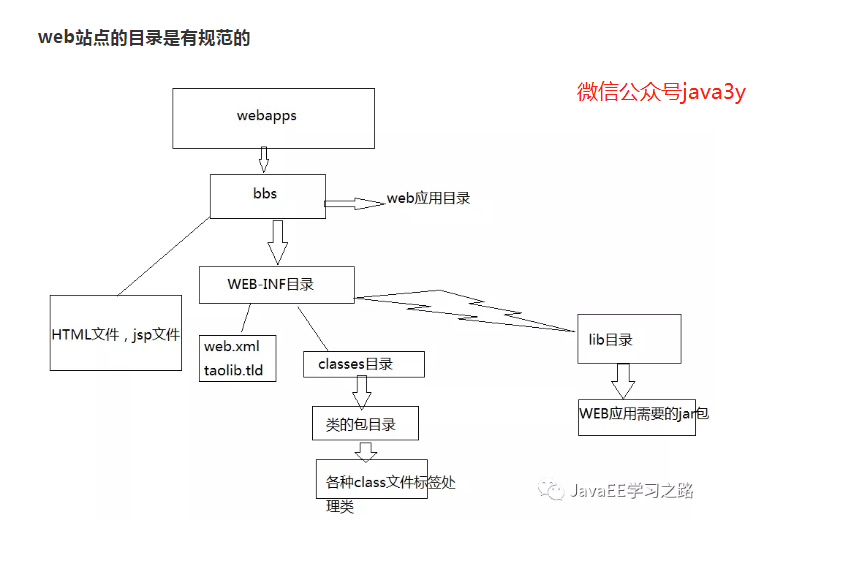 web站点的目录是有规范的
微信公众号java3y
webapps
bbs
web应用目录
WEB-INF目录
HTML文件，jsp文件
web.xml
taolib.tld
classes目录
lib目录
类的包目录
WEB应用需要的jar包
各种class文件标签处
理类
JavaEE学习之路